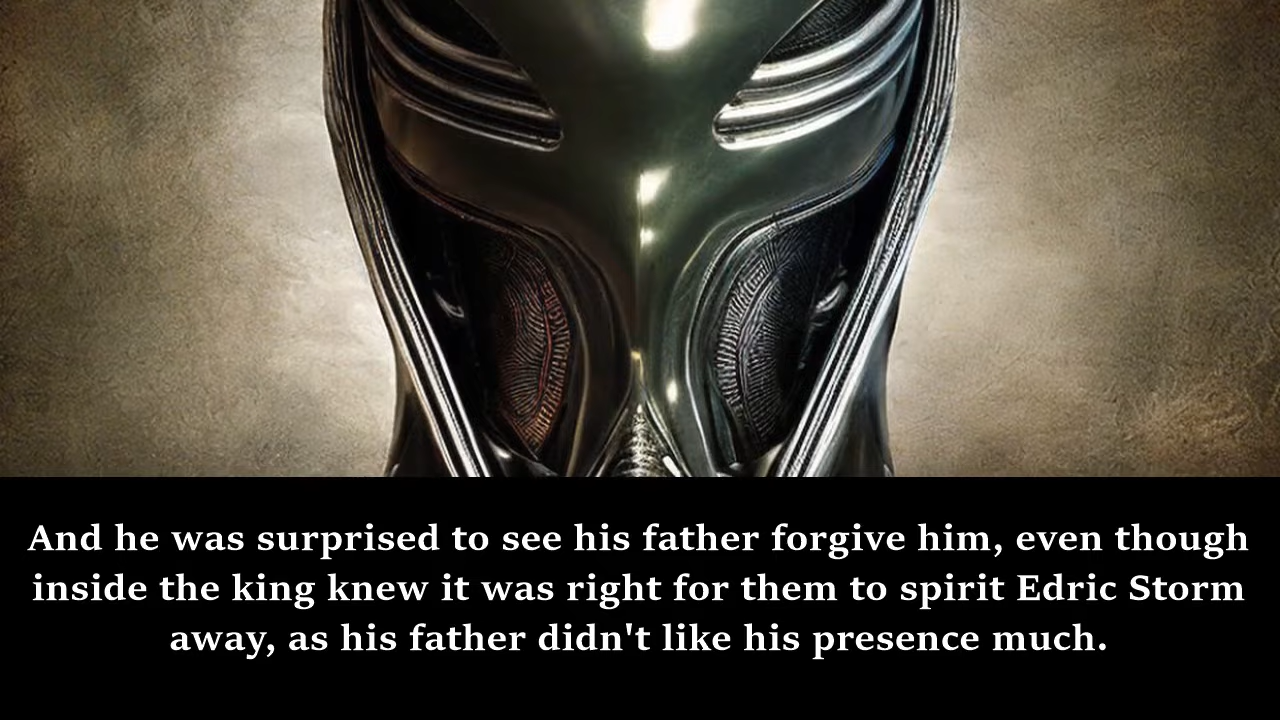 And he was surprised to see his father forgive him, even though
inside the king knew it was right for them to spirit Edric Storm
away, as his father didn't like his presence much.